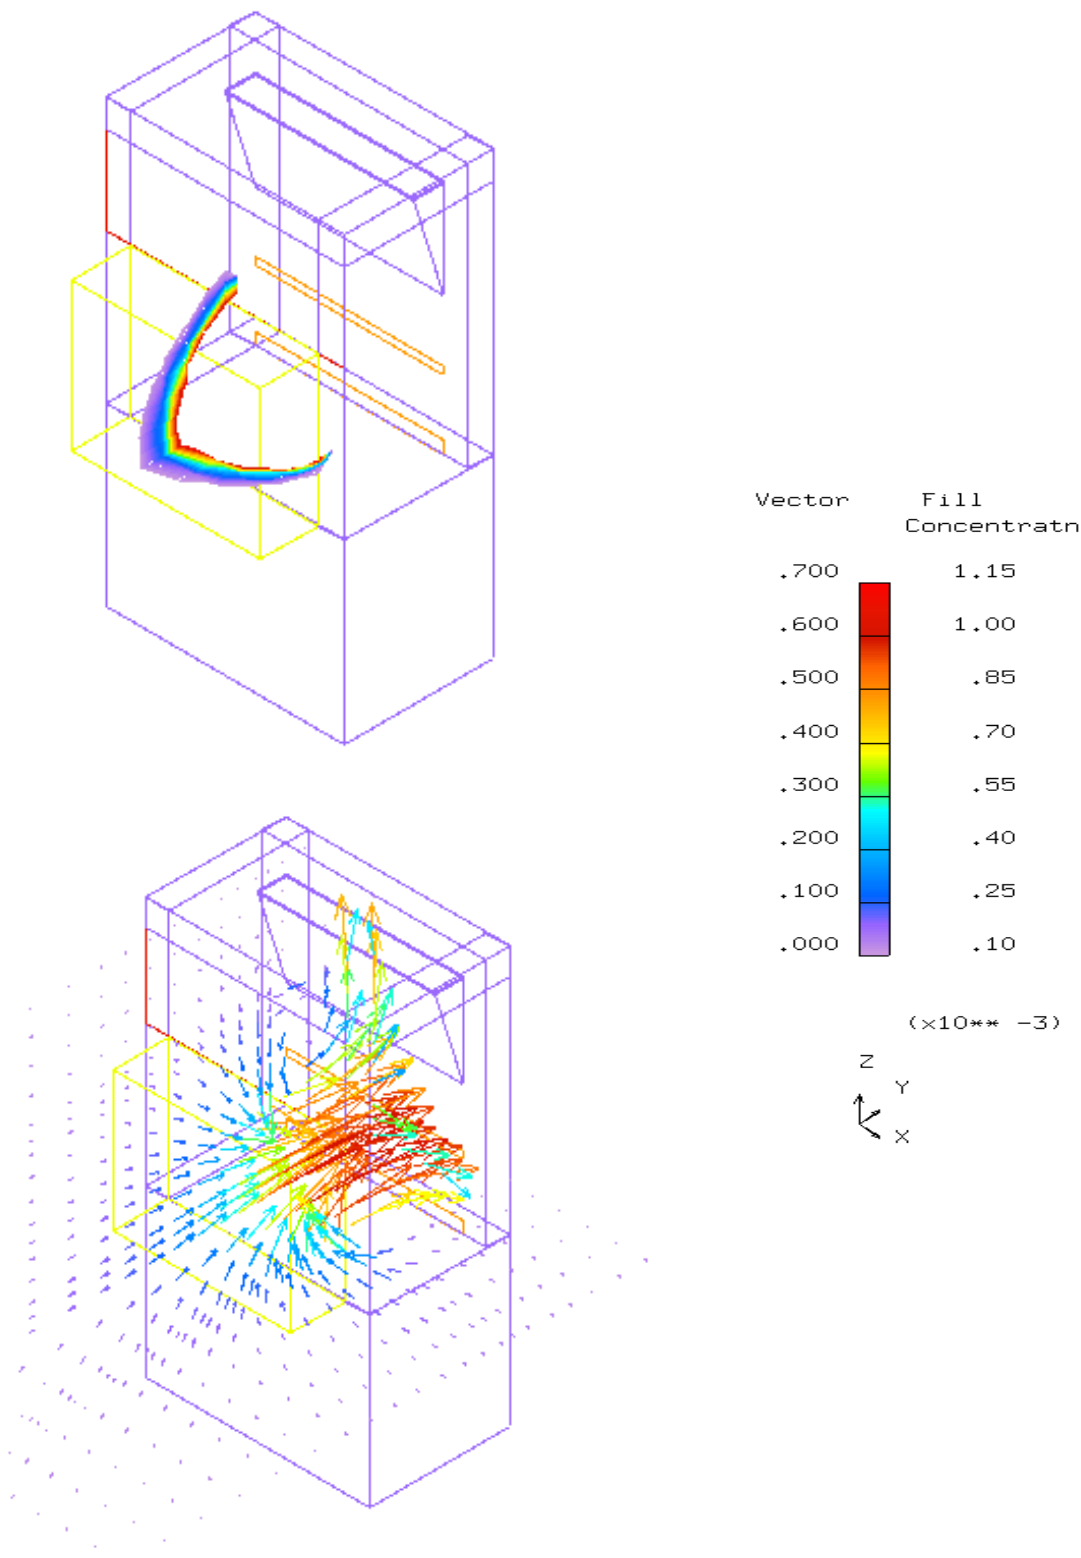 Vector Fill
Concentratn
.700 1.15
.600 1.00
.500 .85
.400 .70
.300 .55
.200 .40
.100 .25
.000 .10
(x10** -3)
Z
Y
X